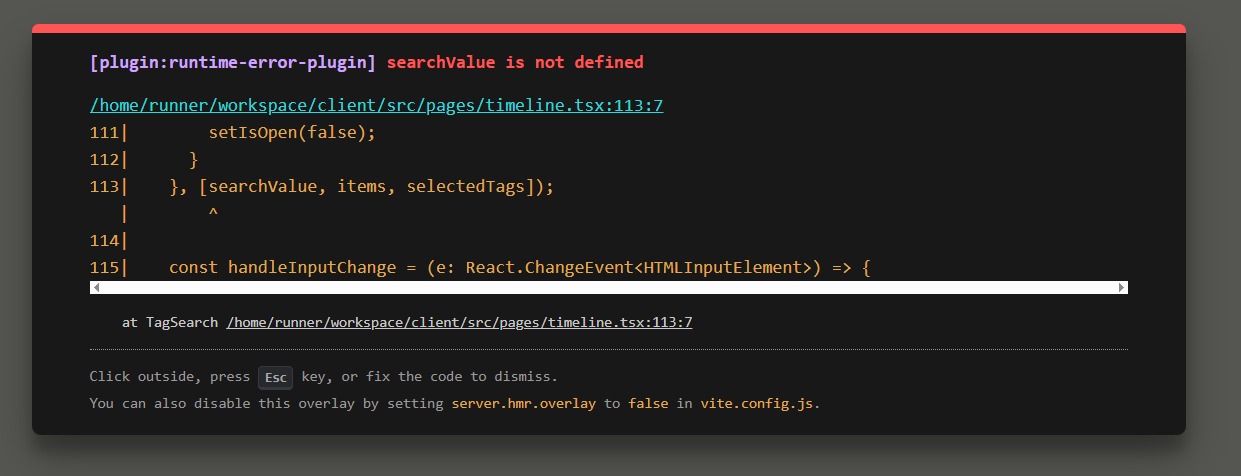 [plugin:runtime-error-plugin] searchValue is not defined
/home/runner/workspace/client/src/pages/timeline.tsx:113:7
111|        setIsOpen(false);
112|      }
113|    }, [searchValue, items, selectedTags]);
   |        ^
114|
115|    const handleInputChange = (e: React.ChangeEvent<HTMLInputElement>) => {
at TagSearch /home/runner/workspace/client/src/pages/timeline.tsx:113:7
Click outside, press Esc key, or fix the code to dismiss.
You can also disable this overlay by setting server.hmr.overlay to false in vite.config.js.